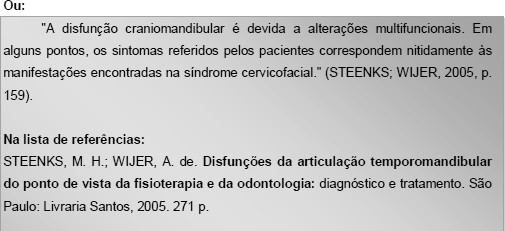 Ou:
"A disfunção craniomandibular é devida a alterações multifuncionais. Em
alguns pontos, os sintomas referidos pelos pacientes correspondem nitidamente às
manifestações encontradas na síndrome cervicofacial." (STEENKS; WIJER, 2005, p.
159).
Na lista de referências:
STEENKS, M. H.; WIJER, A. de. Disfunções da articulação temporomandibular
do ponto de vista da fisioterapia e da odontologia: diagnóstico e tratamento. São
Paulo: Livraria Santos, 2005. 271 p.